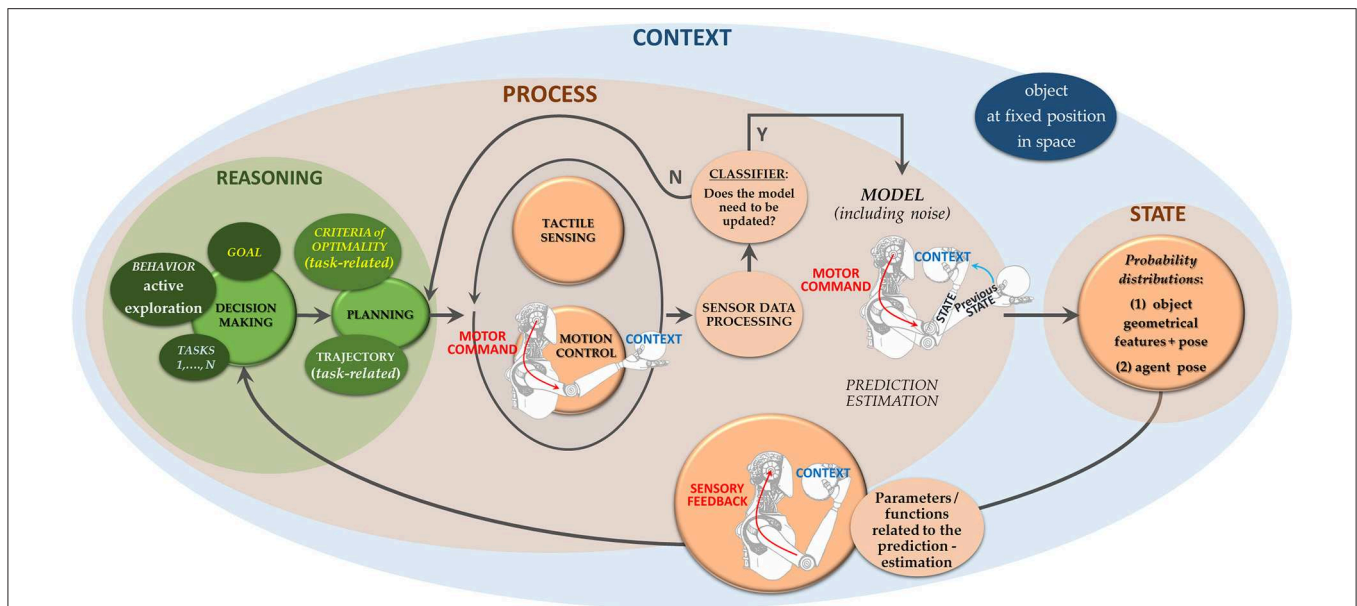 CONTEXT
object
at fixed position
in space
PROCESS
REASONING
GOAL
BEHAVIOR
active
exploration
DECISION
MAKING
TASKS
1,...., N
CRITERIA of
OPTIMALITY
(task-related)
PLANNING
TRAJECTORY
(task-related)
TACTILE
SENSING
MOTOR
COMMAND
MOTION
CONTROL
CONTEXT
N
Y
CLASSIFIER:
Does the model
need to be
updated?
SENSOR DATA
PROCESSING
MODEL
(including noise)
MOTOR
COMMAND
CONTEXT
STATE
Previous
STATE
PREDICTION
ESTIMATION
STATE
Probability
distributions:
(1) object
geometrical
features + pose
(2) agent pose
SENSORY
FEEDBACK
CONTEXT
Parameters /
functions
related to the
prediction -
estimation